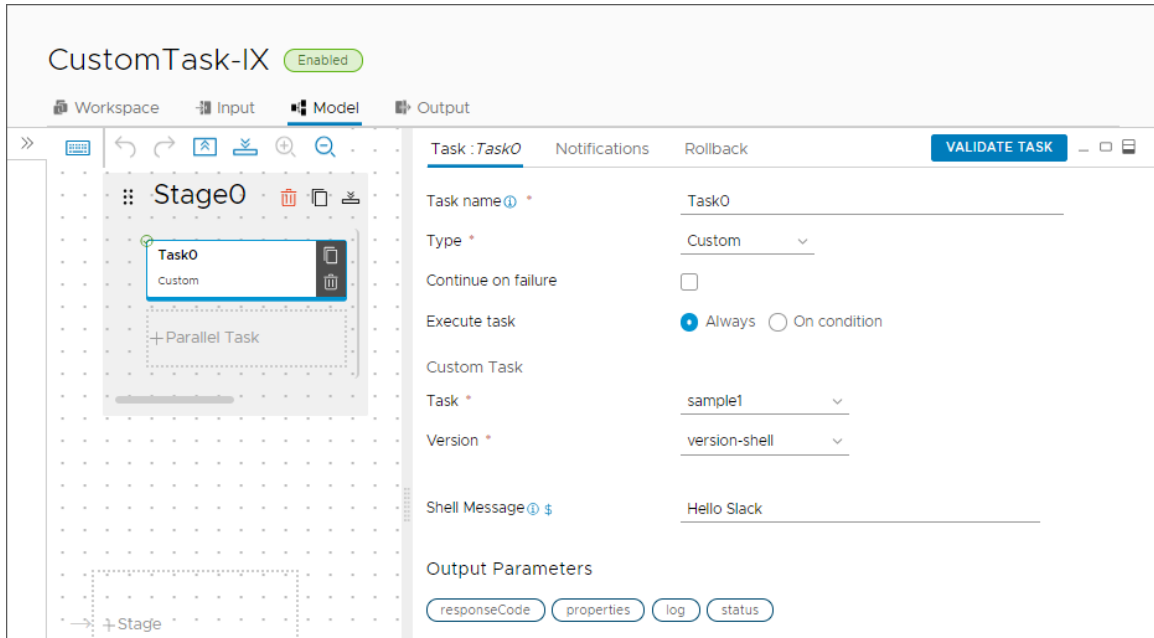 CustomTask-IX Enabled
Workspace Input Model Output
Task :Task0 Notifications Rollback VALIDATE TASK
Stage0
Task0
Custom
+Parallel Task
+Stage
Task name *
Task0
Type *
Custom
Continue on failure
Execute task
Always On condition
Custom Task
Task *
sample1
Version *
version-shell
Shell Message $
Hello Slack
Output Parameters
responseCode properties log status